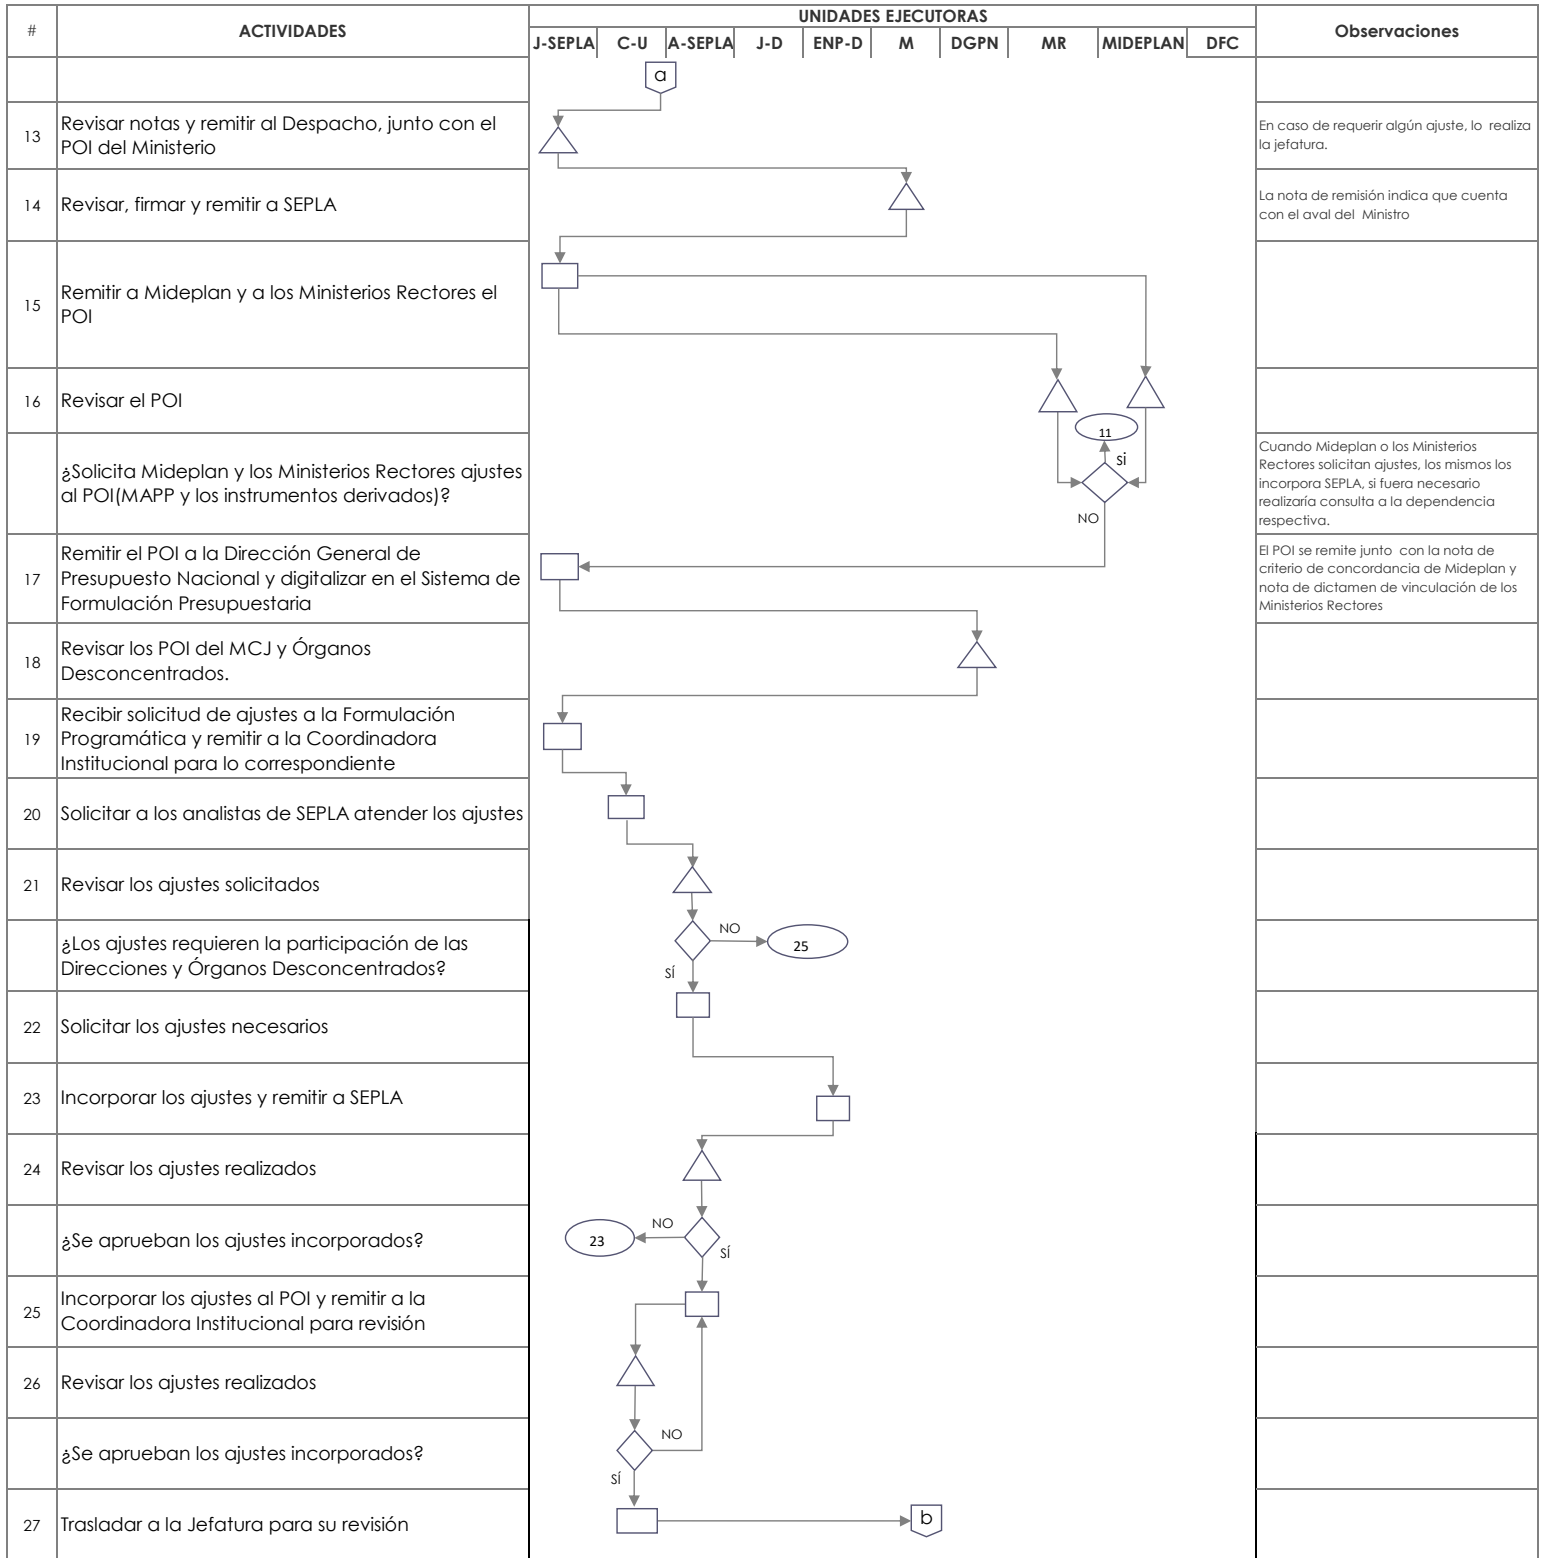 #
ACTIVIDADES
UNIDADES EJECUTORAS
Observaciones
J-SEPLA C-U A-SEPLA J-D ENP-D M DGPN MR MIDEPLAN DFC
a
13
Revisar notas y remitir al Despacho, junto con el
POI del Ministerio
En caso de requerir algún ajuste, lo realiza
la jefatura.
14
Revisar, firmar y remitir a SEPLA
La nota de remisión indica que cuenta
con el aval del Ministro
15
Remitir a Mideplan y a los Ministerios Rectores el
POI
16
Revisar el POI
11
¿Solicita Mideplan y los Ministerios Rectores ajustes
al POI(MAPP y los instrumentos derivados)?
si
NO
Cuando Mideplan o los Ministerios
Rectores solicitan ajustes, los mismos los
incorpora SEPLA, si fuera necesario
realizaría consulta a la dependencia
respectiva.
17
Remitir el POI a la Dirección General de
Presupuesto Nacional y digitalizar en el Sistema de
Formulación Presupuestaria
El POI se remite junto con la nota de
criterio de concordancia de Mideplan y
nota de dictamen de vinculación de los
Ministerios Rectores
18
Revisar los POI del MCJ y Órganos
Desconcentrados.
19
Recibir solicitud de ajustes a la Formulación
Programática y remitir a la Coordinadora
Institucional para lo correspondiente
20
Solicitar a los analistas de SEPLA atender los ajustes
21
Revisar los ajustes solicitados
¿Los ajustes requieren la participación de las
Direcciones y Órganos Desconcentrados?
NO
25
sí
22
Solicitar los ajustes necesarios
23
Incorporar los ajustes y remitir a SEPLA
24
Revisar los ajustes realizados
¿Se aprueban los ajustes incorporados?
23
NO
sí
25
Incorporar los ajustes al POI y remitir a la
Coordinadora Institucional para revisión
26
Revisar los ajustes realizados
¿Se aprueban los ajustes incorporados?
NO
sí
27
Trasladar a la Jefatura para su revisión
b